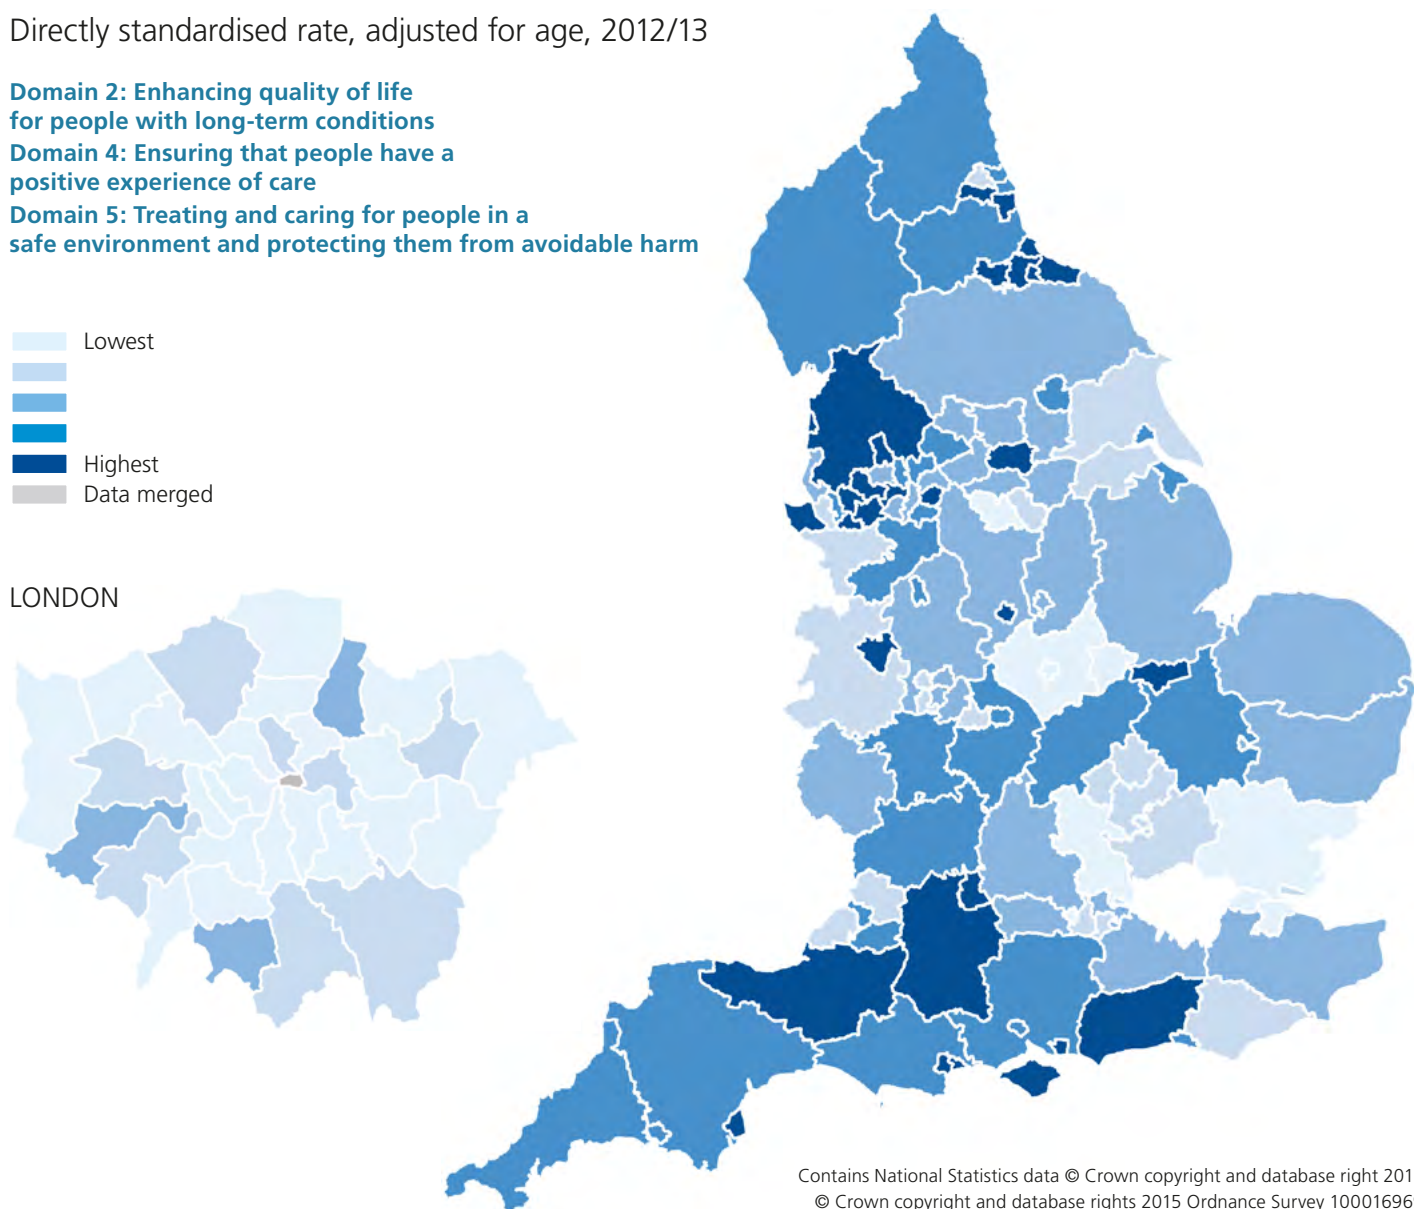 Directly standardised rate, adjusted for age, 2012/13
Domain 2: Enhancing quality of life
for people with long-term conditions
Domain 4: Ensuring that people have a
positive experience of care
Domain 5: Treating and caring for people in a
safe environment and protecting them from avoidable harm
Lowest
Highest
Data merged
LONDON
Contains National Statistics data © Crown copyright and database right 201
© Crown copyright and database rights 2015 Ordnance Survey 10001696